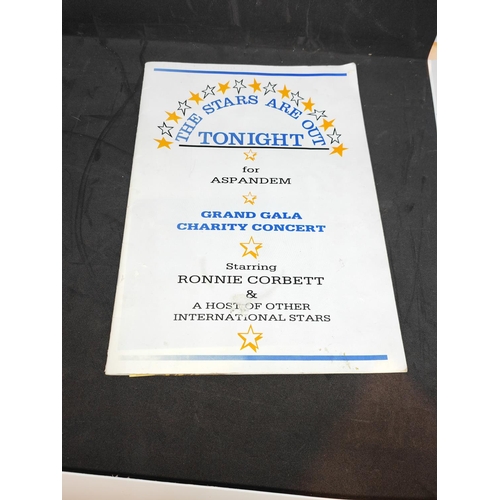 THE STARS ARE OUT
TONIGHT
for
ASPANDEM
GRAND GALA
CHARITY CONCERT
Starring
RONNIE CORBETT
&
A HOST OF OTHER
INTERNATIONAL STARS